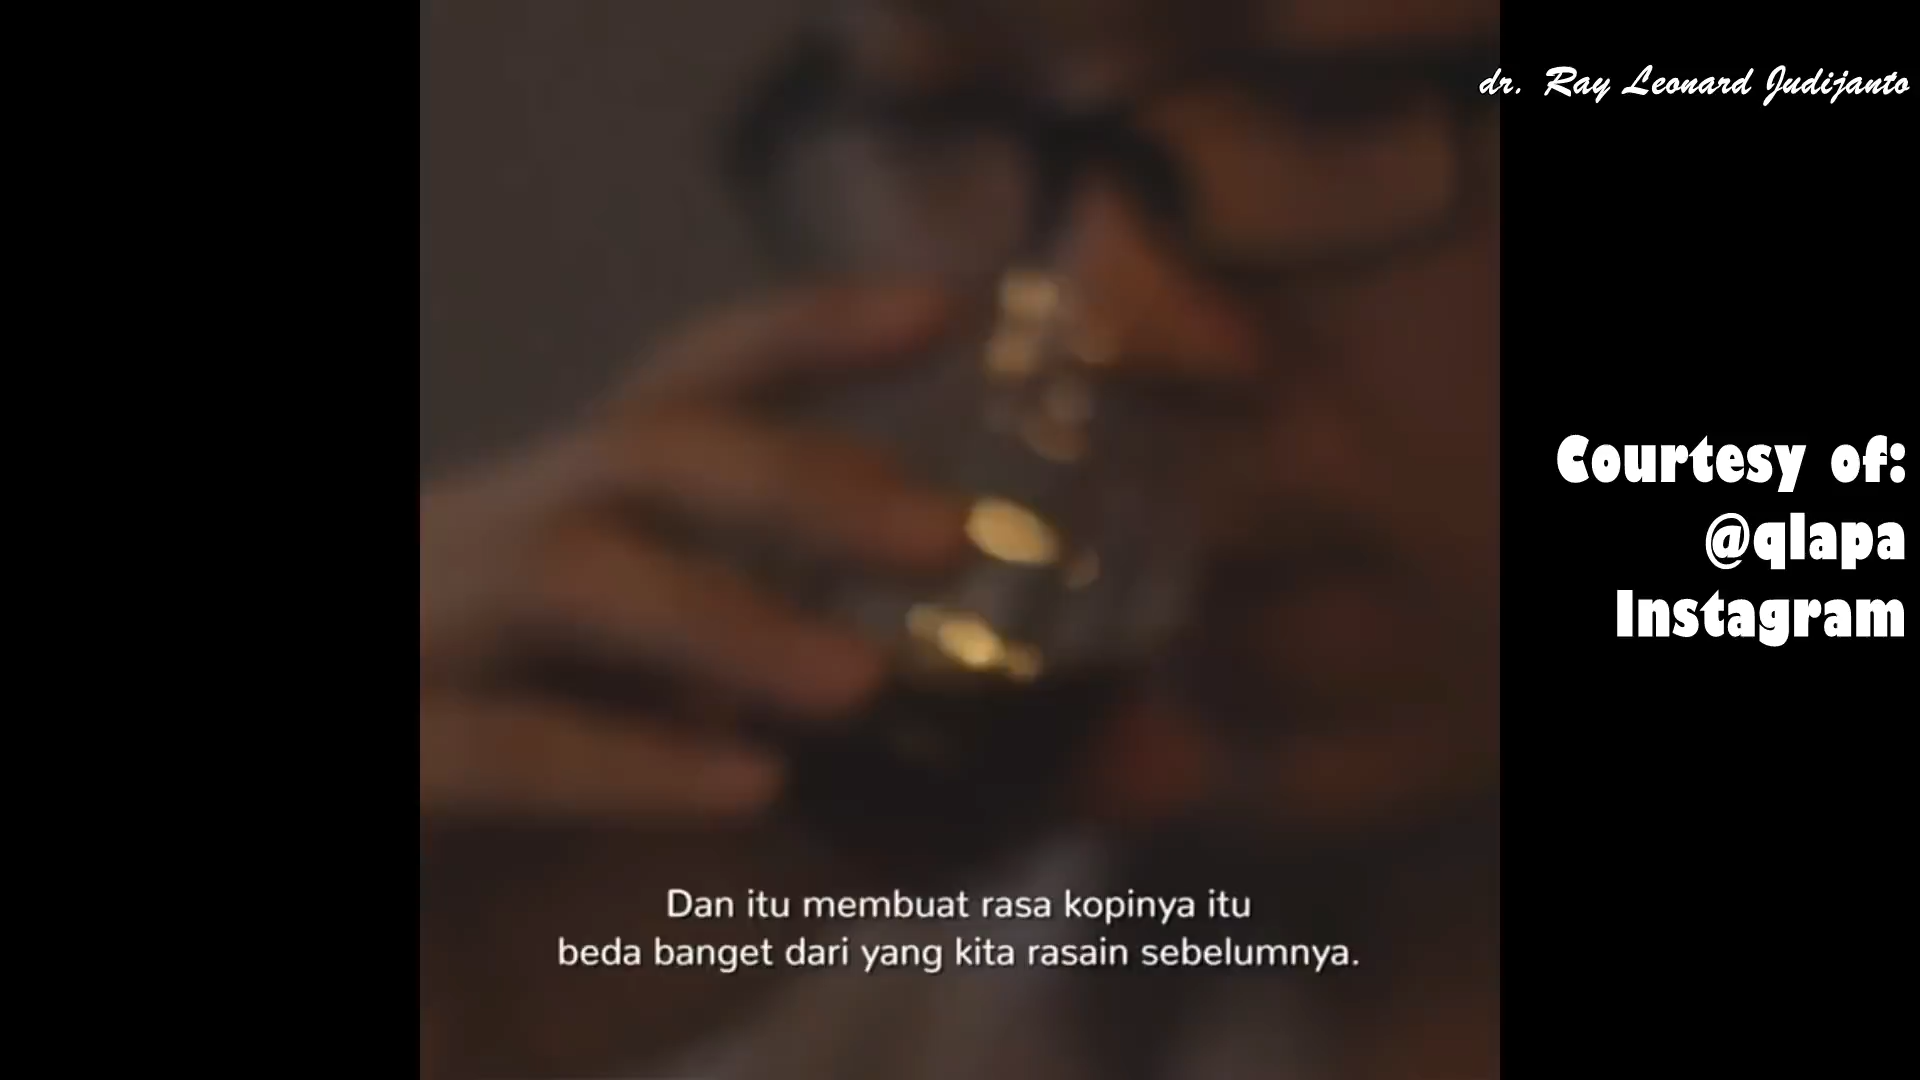 dr. Ray Leonard Judijanto
Courtesy of:
@qlapa
Instagram
Dan itu membuat rasa kopinya itu
beda banget dari yang kita rasain sebelumnya.